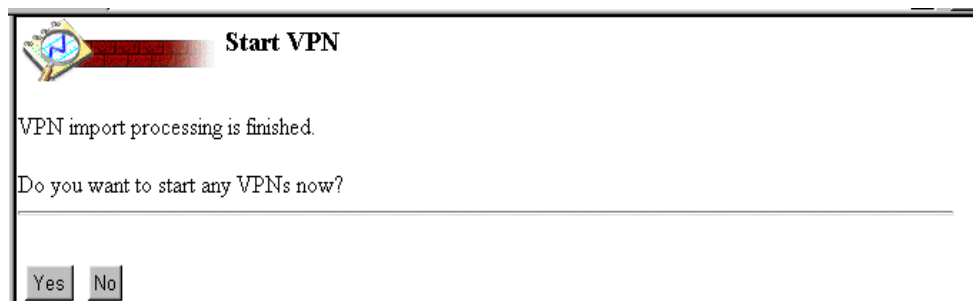 Start VPN
VPN import processing is finished.
Do you want to start any VPNs now?
Yes No